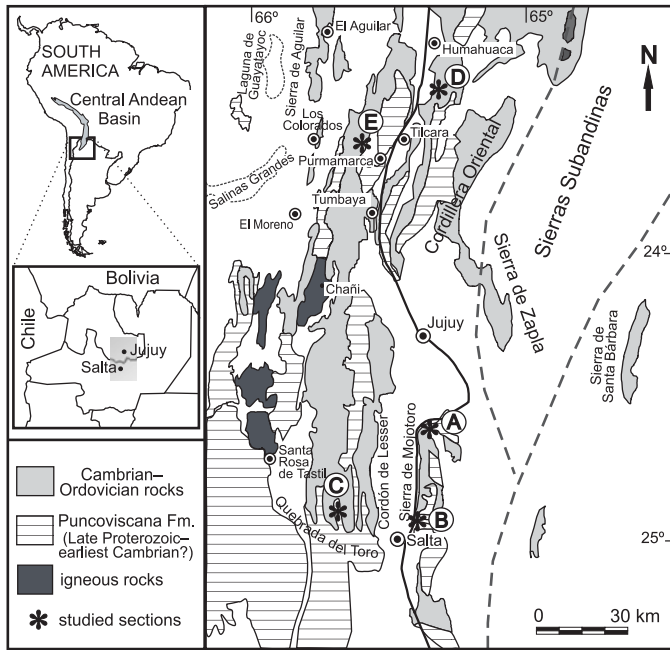 SOUTH
AMERICA
Central Andean
Basin
Bolivia
Chile
Jujuy
Salta
Cambrian–
Ordovician rocks
Puncoviscana Fm.
(Late Proterozoic–
earliest Cambrian?)
igneous rocks
studied sections
66
65º
N
El Aguilar
Humahuaca
Laguna de
Guayatayoc
Sierra de Aguilar
D
Los
Colorados
E
Tilcara
Purmamarca
Salinas Grandes
Tumbaya
El Moreno
Cordillera Oriental
Sierras Subandinas
24º
Sierra de Zapla
Chañi
Jujuy
Sierra de
Santa Bárbara
A
Santa
Rosa
de Tastil
C
Cordón de Lesser
Sierra de Mojotoro
B
Quebrada del Toro
Salta
25º
0 30 km